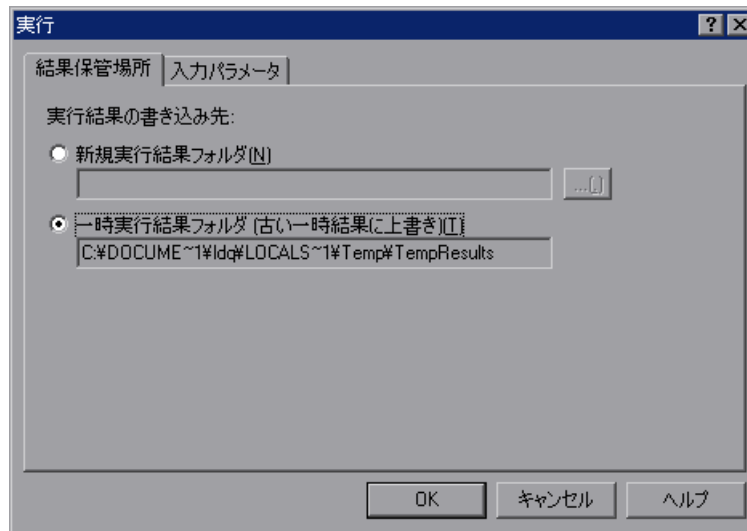 実行
結果保管場所 入力パラメータ
実行結果の書き込み先:
新規実行結果フォルダ(N)
...(.)
一時実行結果フォルダ (古い一時結果に上書き)(T)
C:¥DOCUME~1¥ldq¥LOCALS~1¥Temp¥TempResults
OK キャンセル ヘルプ